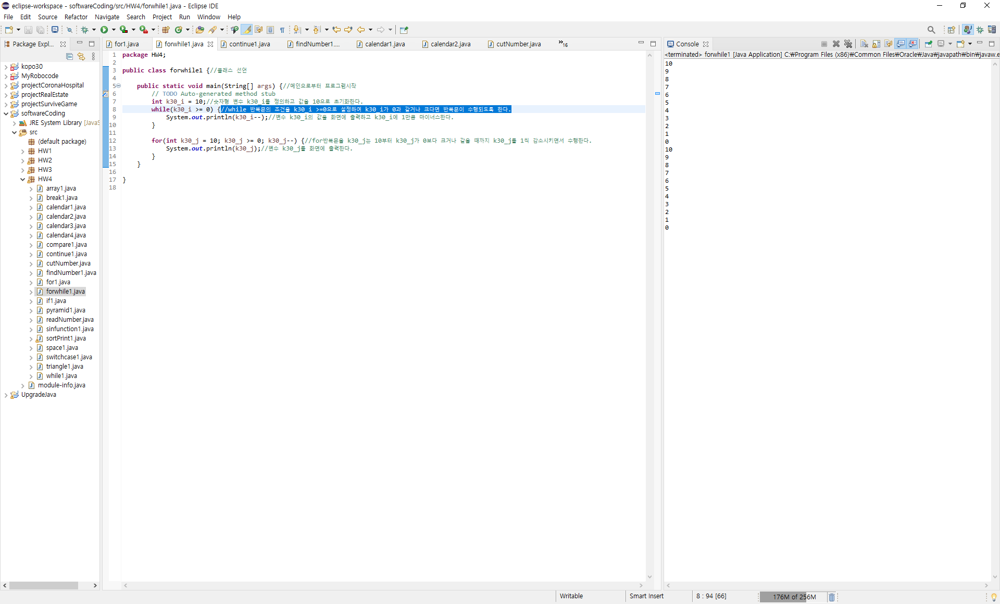 eclipse-workspace - softwareCoding/src/HW4/forwhile1.java - Eclipse IDE
File Edit Source Refactor Navigate Search Project Run Window Help
Package Expl...
kopo30
MyRobocode
projectCoronaHospital
projectRealEstate
projectSurviveGame
softwareCoding
JRE System Library [JavaS
src
(default package)
HW1
HW2
HW3
HW4
array1.java
break1.java
calendar1.java
calendar2.java
calendar3.java
calendar4.java
compare1.java
continue1.java
cutNumber.java
findNumber1.java
for1.java
forwhile1.java
if1.java
pyramid1.java
readNumber.java
sinfunction1.java
sortPrint1.java
space1.java
switchcase1.java
triangle1.java
while1.java
module-info.java
UpgradeJava
for1.java forwhile1.java continue1.java findNumber1.... calendar1.java calendar2.java cutNumber.java »16
1 package HW4;
2
3 public class forwhile1 {//클래스 선언
4
5 public static void main(String[] args) {//메인으로부터 프로그램시작
6 // TODO Auto-generated method stub
7 int k30_i = 10;//숫자형 변수 k30_i를 정의하고 값을 10으로 초기화한다.
8 while(k30_i >= 0) {//while 반복문의 조건을 k30_i >=0으로 설정하여 k30_i가 0과 같거나 크다면 반복문이 수행되도록 한다.
9 System.out.println(k30_i--);//변수 k30_i의 값을 화면에 출력하고 k30_i에 1만큼 마이너스한다.
10 }
11
12 for(int k30_j = 10; k30_j >= 0; k30_j--) {//for반복문을 k30_j는 10부터 k30_j가 0보다 크거나 같을 때까지 k30_j를 1씩 감소시키면서 수행한다.
13 System.out.println(k30_j);//변수 k30_j를 화면에 출력한다.
14 }
15 }
16
17 }
18
Console
<terminated> forwhile1 [Java Application] C:₩Program Files (x86)₩Common Files₩Oracle₩Java₩javapath₩bin₩javaw.e
10
9
8
7
6
5
4
3
2
1
0
10
9
8
7
6
5
4
3
2
1
0
Writable Smart Insert 8 : 94 [66] 176M of 256M